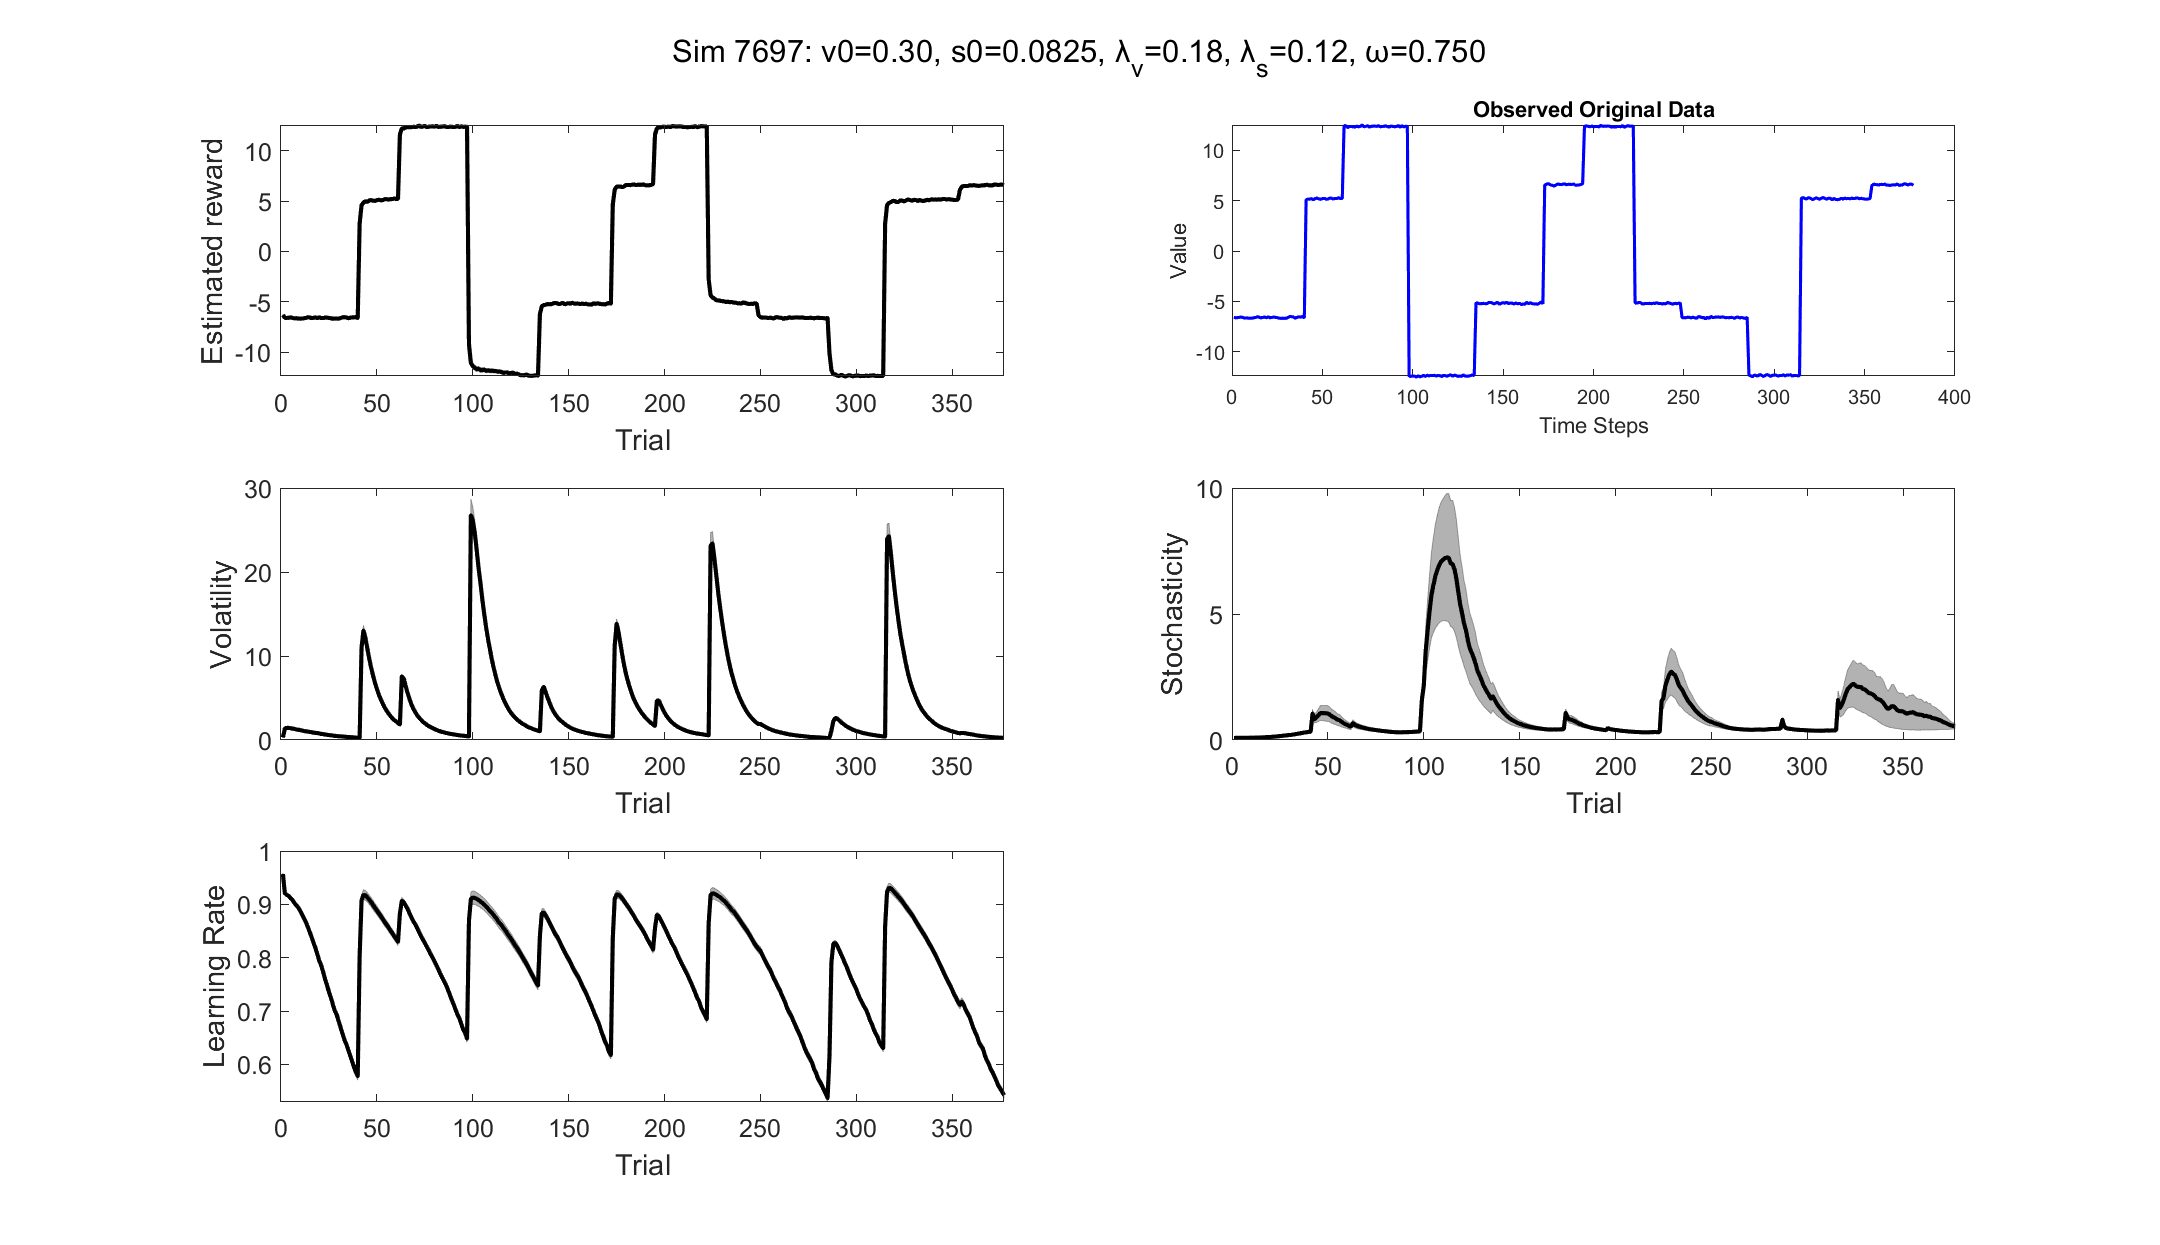 Sim 7697: v0=0.30, s0=0.0825, λv=0.18, λs=0.12, ω=0.750
Estimated reward
10
5
0
-5
-10
0 50 100 150 200 250 300 350
Trial
Observed Original Data
Value
10
5
0
-5
-10
0 50 100 150 200 250 300 350 400
Time Steps
Volatility
30
20
10
0
0 50 100 150 200 250 300 350
Trial
Stochasticity
10
5
0
0 50 100 150 200 250 300 350
Trial
Learning Rate
1
0.9
0.8
0.7
0.6
0 50 100 150 200 250 300 350
Trial